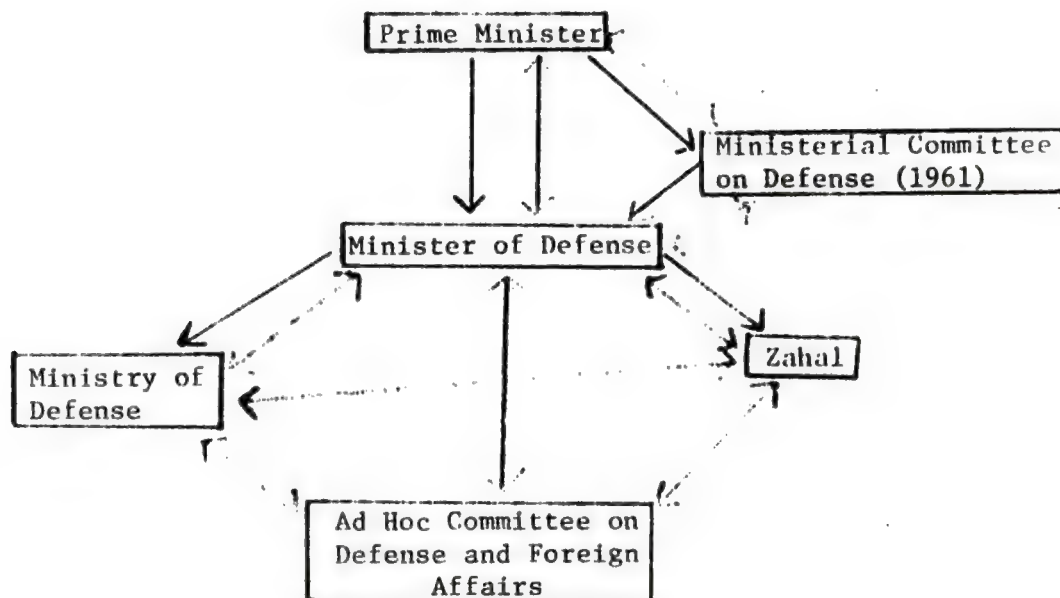 Prime Minister
Ministerial Committee
on Defense (1961)
Minister of Defense
Ministry of
Defense
Zahal
Ad Hoc Committee on
Defense and Foreign
Affairs